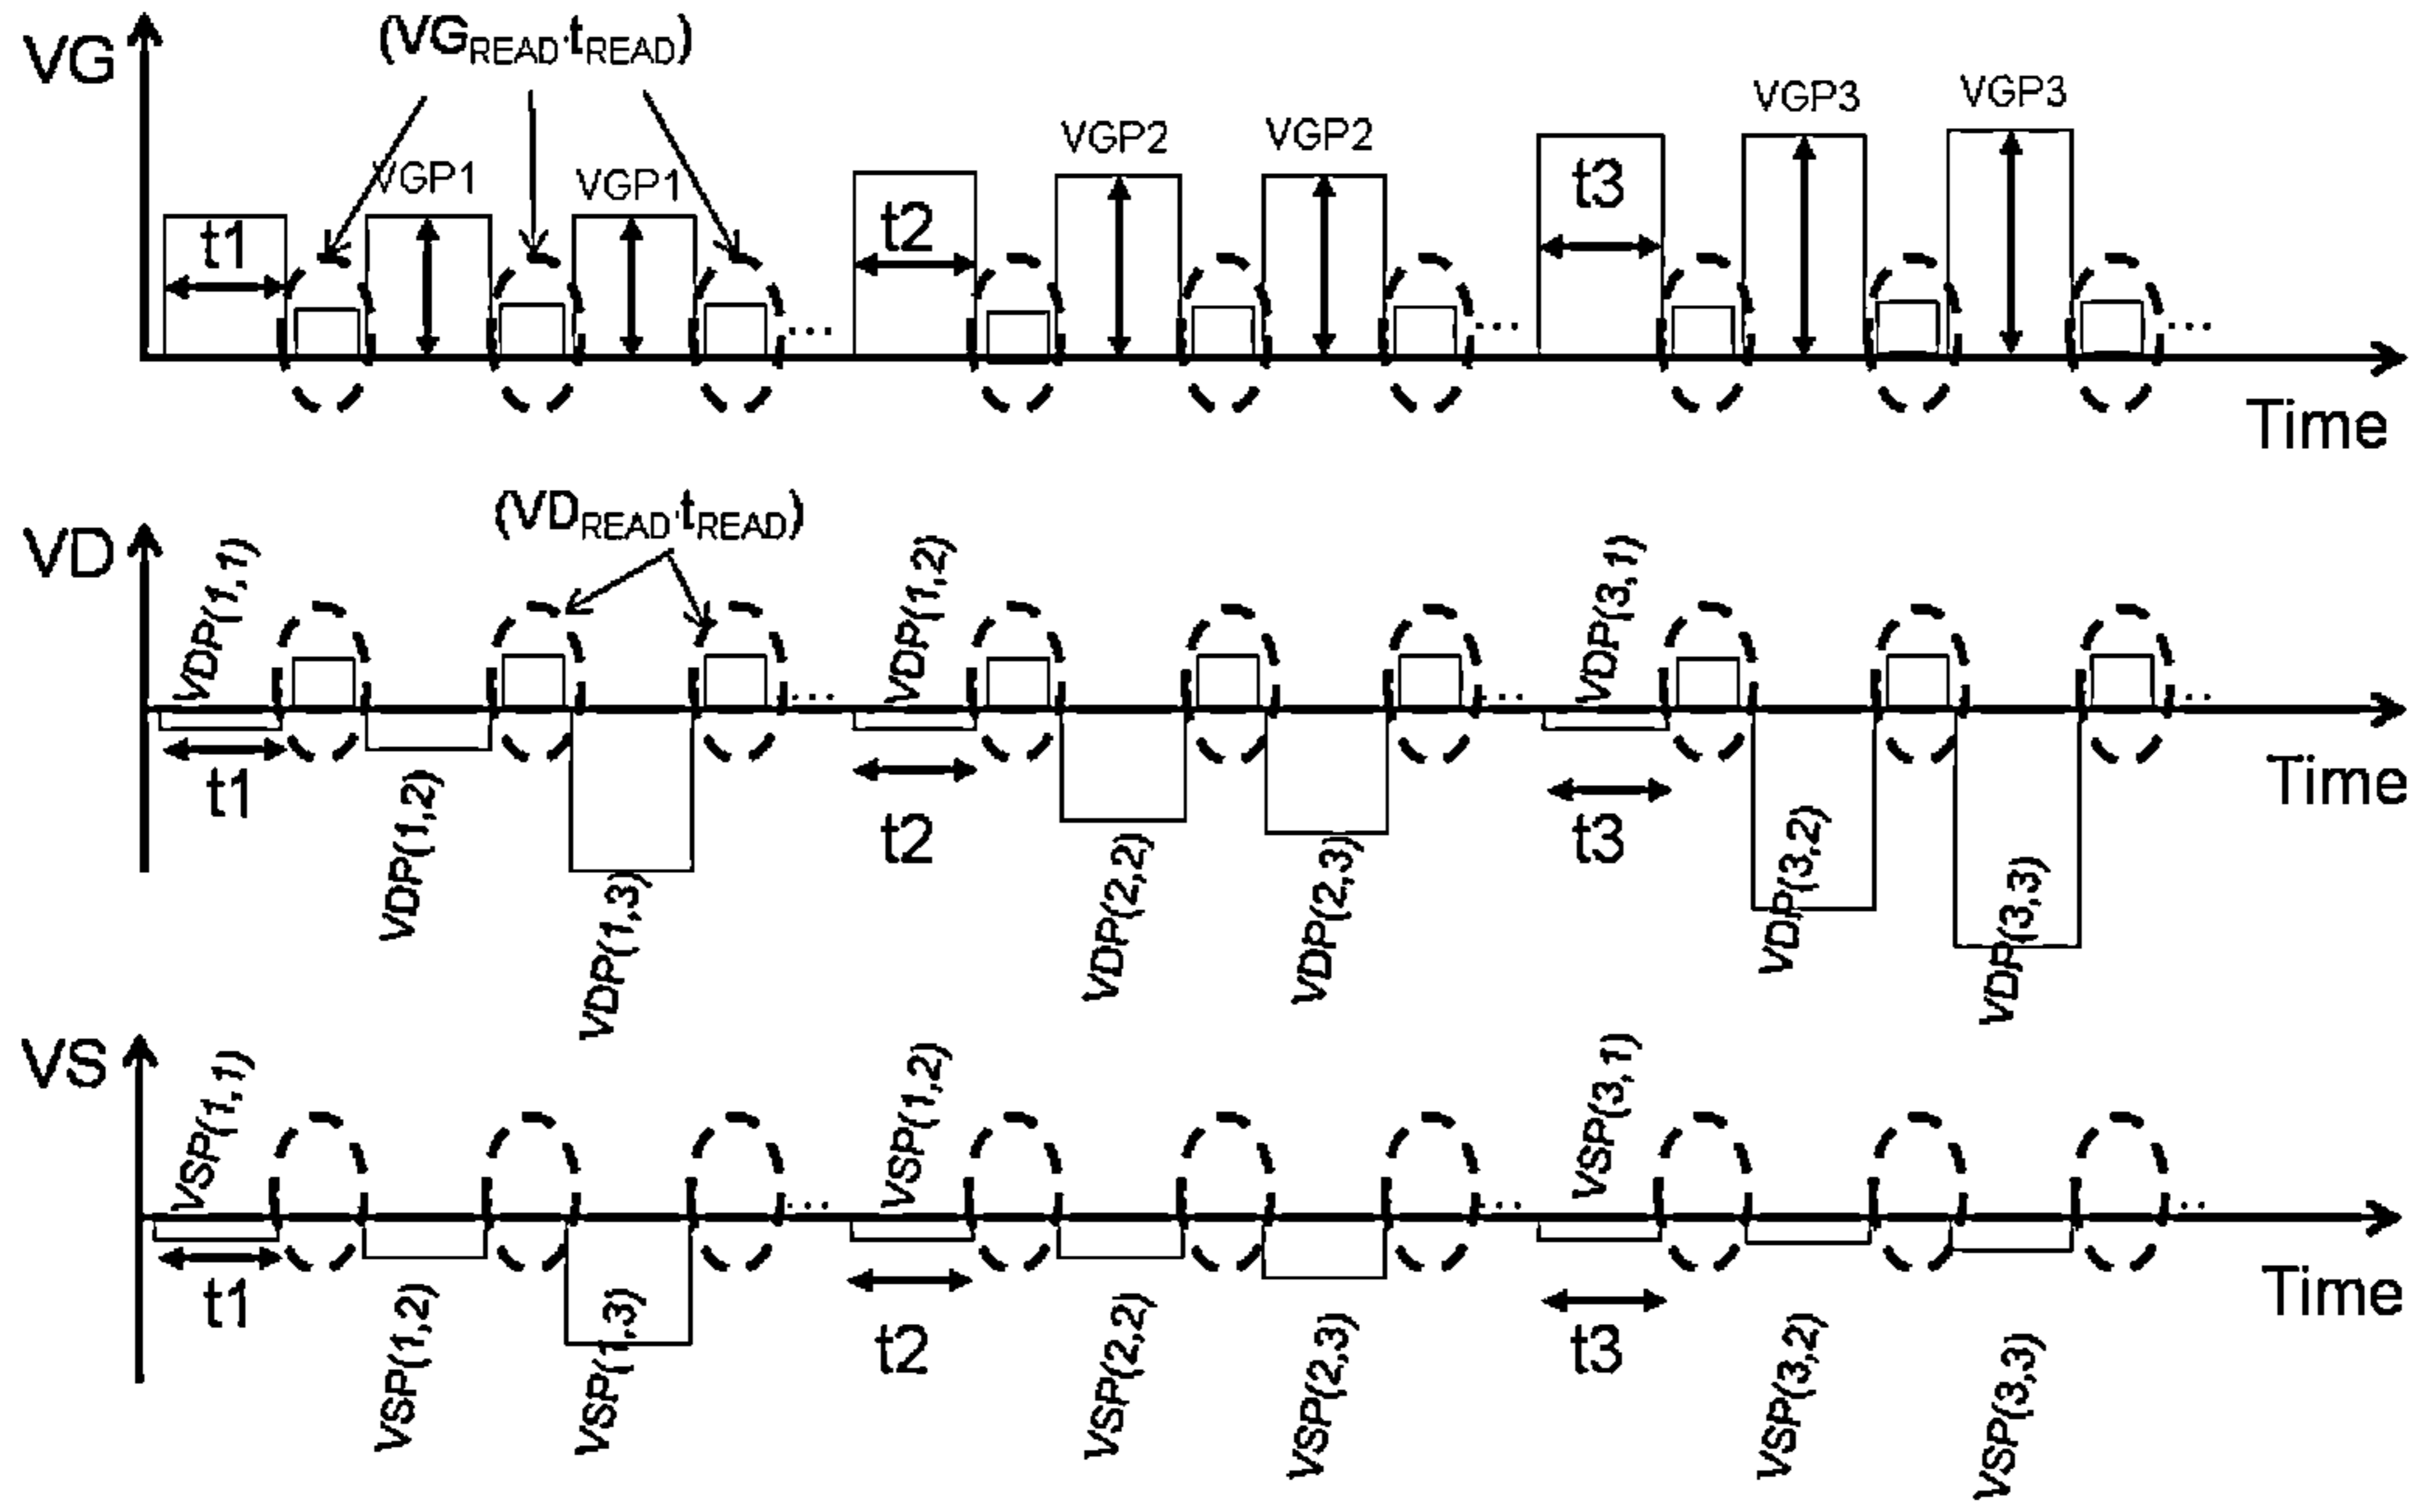 VG
(VGREAD.tREAD)
VGP3
VGP3
VGP2
VGP2
VGP1
VGP1
t1
t2
t3
...
...
...
Time
VD
(VDREAD.tREAD)
VDP(1,1)
VDP(1,2)
VDP(3,1)
...
...
..
t1
t2
t3
Time
VDP(1,2)
VDP(1,3)
VDP(2,2)
VDP(2,3)
VDP(3,2)
VDP(3,3)
VS
VSP(1,1)
VSP(1,2)
VSP(3,1)
...
...
..
t1
t2
t3
Time
VSP(1,2)
VSP(1,3)
VSP(2,2)
VSP(2,3)
VSP(3,2)
VSP(3,3)